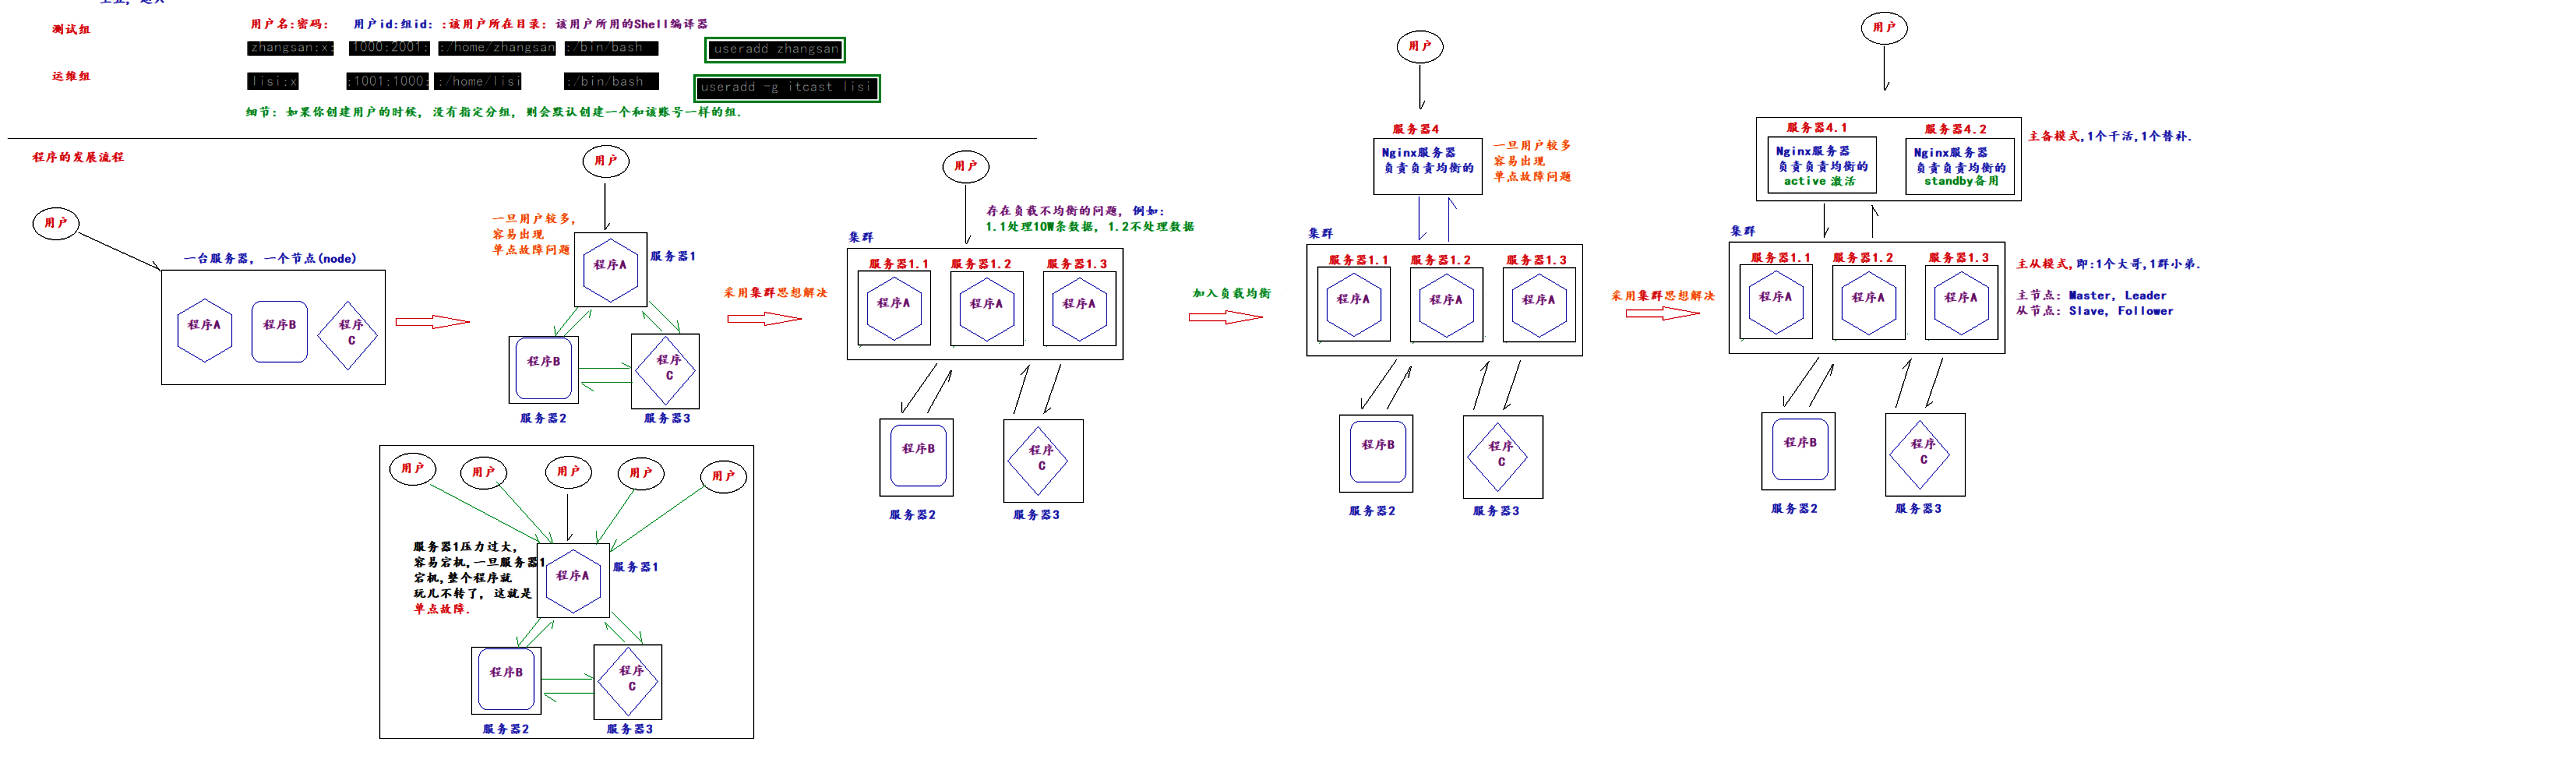 测试组
用户名:密码: 用户id:组id: :该用户所在目录: 该用户所用的Shell编译器
zhangsan:x: 1000:2001: :/home/zhangsan :/bin/bash useradd zhangsan
运维组
lisi:x :1001:1000: :/home/lisi :/bin/bash useradd -g itcast lisi
细节: 如果你创建用户的时候, 没有指定分组, 则会默认创建一个和该账号一样的组.
程序的发展流程
用户
一台服务器, 一个节点(node)
程序A
程序B
程序
C
用户
一旦用户较多,
容易出现
单点故障问题
程序A
服务器1
程序B
程序
C
服务器2
服务器3
用户
用户
用户
用户
用户
服务器1压力过大,
容易宕机,一旦服务器1
宕机,整个程序就
玩儿不转了, 这就是
单点故障.
程序A
服务器1
程序B
程序
C
服务器2
服务器3
采用集群思想解决
用户
存在负载不均衡的问题, 例如:
1.1处理10W条数据, 1.2不处理数据
集群
服务器1.1
服务器1.2
服务器1.3
程序A
程序A
程序A
程序B
程序
C
服务器2
服务器3
加入负载均衡
用户
服务器4
Nginx服务器
负责负责均衡的
一旦用户较多
容易出现
单点故障问题
集群
服务器1.1
服务器1.2
服务器1.3
程序A
程序A
程序A
程序B
程序
C
服务器2
服务器3
采用集群思想解决
用户
服务器4.1
服务器4.2
Nginx服务器
负责负责均衡的
active 激活
Nginx服务器
负责负责均衡的
standby备用
主备模式,1个干活,1个替补.
集群
服务器1.1
服务器1.2
服务器1.3
程序A
程序A
程序A
主从模式,即:1个大哥,1群小弟.
主节点: Master, Leader
从节点: Slave, Follower
程序B
程序
C
服务器2
服务器3